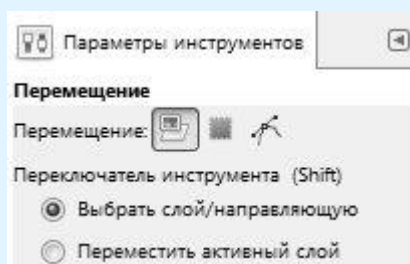 Параметры инструментов
Перемещение
Перемещение:
Переключатель инструмента (Shift)
Выбрать слой/направляющую
Переместить активный слой